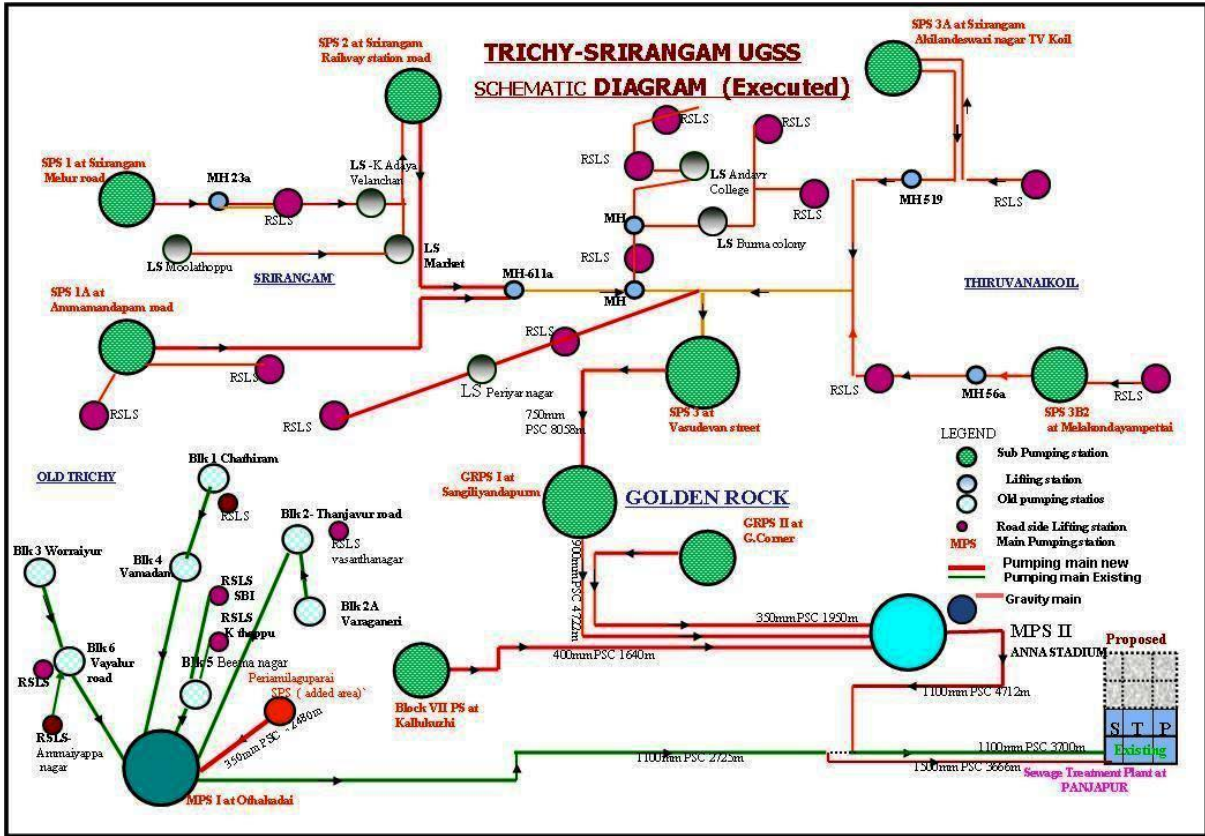 TRICHY-SRIRANGAM UGSS
SCHEMATIC DIAGRAM (Executed)
SPS 2 at Srirangam
Railway station road
SPS 3A at Srirangam
Akilandeswari nagar TV Koil
SPS 1 at Srirangam
Melur road
MH 23a
RSLS
LS -K Adaya
Velanchan
LS Moolathoppu
LS
Market
SRIRANGAM`
RSLS
RSLS
RSLS
RSLS
LS Andavr
College
MH
LS Burma colony
RSLS
MH 519
RSLS
SPS 1A at
Ammamandapam road
MH-611a
MH
THIRUVANAIKOIL
RSLS
RSLS
RSLS
LS Periyar nagar
RSLS
SPS 3 at
Vasudevan street
RSLS
MH 56a
RSLS
SPS 3B2
at Melakondayampettai
750mm
PSC 8058m
LEGEND
Sub Pumping station
Lifting station
Old pumping statios
Road side Lifting station
MPS Main Pumping station
Pumping main new
Pumping main Existing
Gravity main
OLD TRICHY
Blk 1 Chathiram
RSLS
Blk 2- Thanjavur road
RSLS
vasanthanagar
Blk 3 Worraiyur
Blk 4
Vamadam
RSLS
SBI
RSLS
K thoppu
Blk 2A
Varaganeri
Blk 6
Vayalur
road
Blk 5 Beema nagar
RSLS
RSLS-
Ammaiyappa
nagar
Periamilaguparai
SPS ( added area)`
350mm PSC - 2480m
MPS I at Othakadai
GRPS I at
Sangiliyandapurm
GOLDEN ROCK
GRPS II at
G.Corner
900mm PSC 4722m
350mm PSC 1950m
400mm PSC 1640m
Block VII PS at
Kallukuzhi
MPS II
ANNA STADIUM
1100mm PSC 4712m
Proposed
S T P
Existing
1100mm PSC 2725m
1100mm PSC 3700m
1500mm PSC 3666m
Sewage Treatment Plant at
PANJAPUR